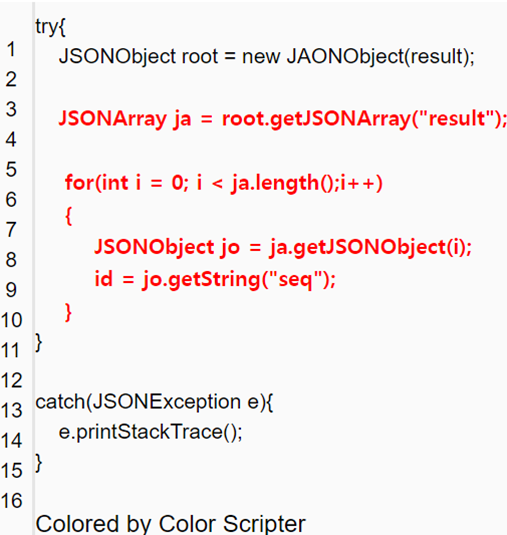 try{
1
JSONObject root = new JAONObject(result);
2
3
JSONArray ja = root.getJSONArray("result");
4
5
for(int i = 0; i < ja.length();i++)
6
{
7
JSONObject jo = ja.getJSONObject(i);
8
id = jo.getString("seq");
9
}
10
}
11
12
catch(JSONException e){
13
e.printStackTrace();
14
}
15
16
Colored by Color Scripter